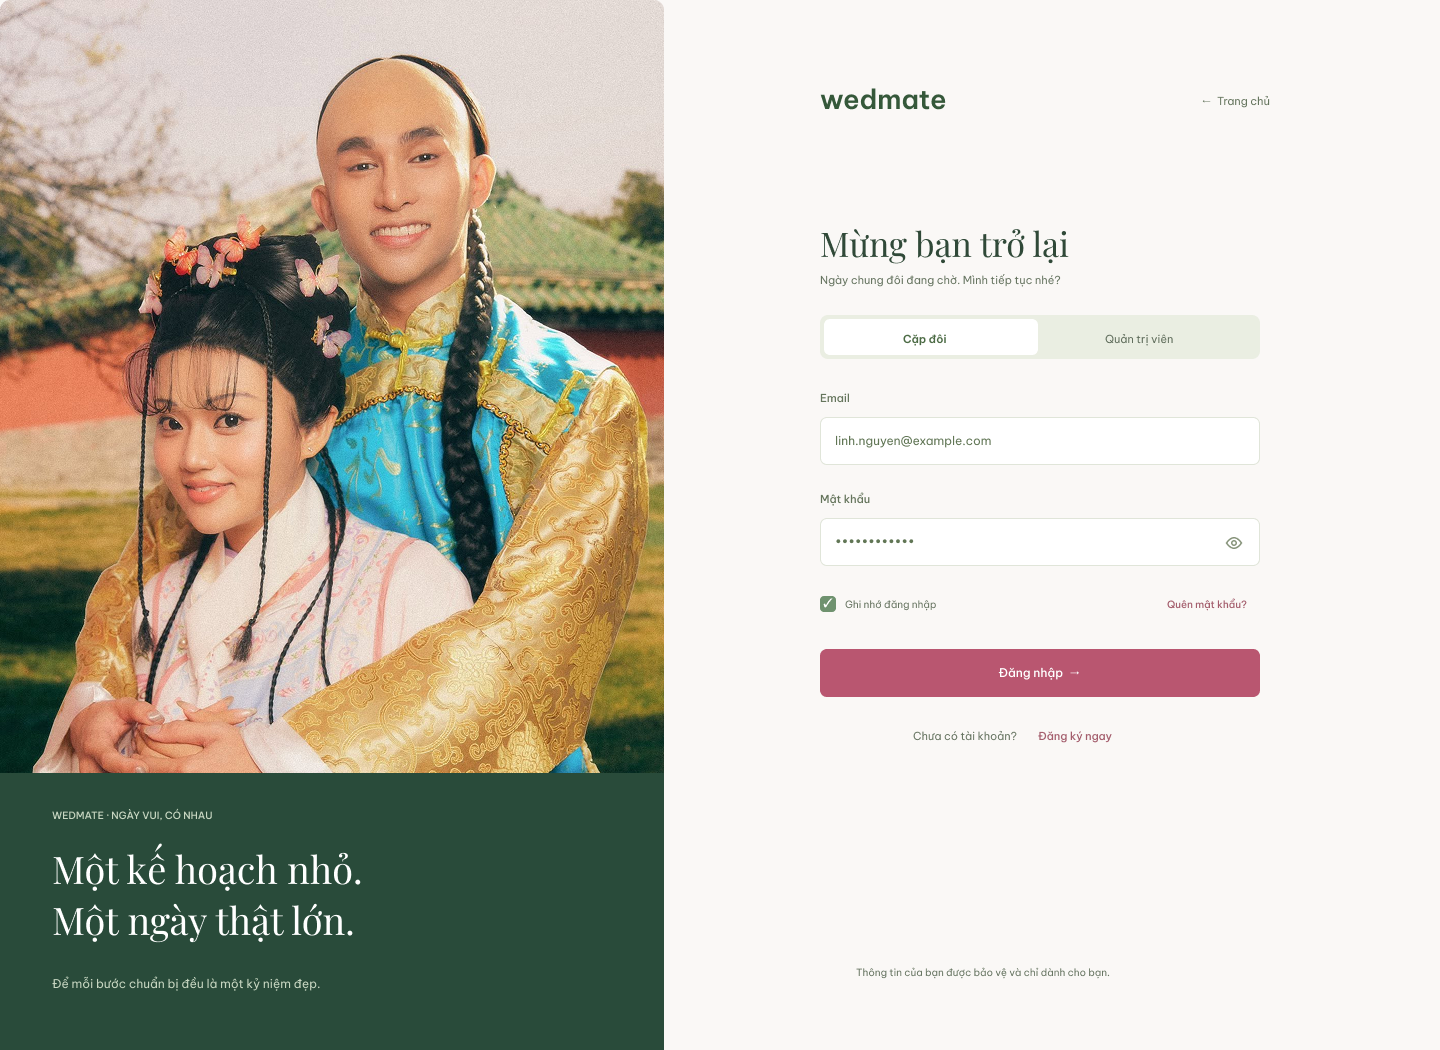 WEDMATE · NGÀY VUI, CÓ NHAU
Một kế hoạch nhỏ.
Một ngày thật lớn.
Để mỗi bước chuẩn bị đều là một kỷ niệm đẹp.
wedmate
← Trang chủ
Mừng bạn trở lại
Ngày chung đôi đang chờ. Mình tiếp tục nhé?
Cặp đôi
Quản trị viên
Email
linh.nguyen@example.com
Mật khẩu
••••••••••••
Ghi nhớ đăng nhập
Quên mật khẩu?
Đăng nhập →
Chưa có tài khoản? Đăng ký ngay
Thông tin của bạn được bảo vệ và chỉ dành cho bạn.